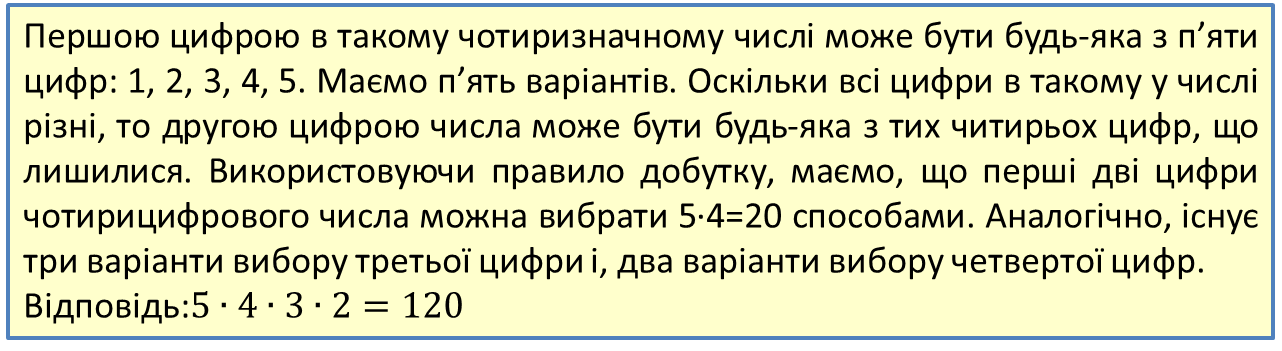 Першою цифрою в такому чотиризначному числі може бути будь-яка з п’яти
цифр: 1, 2, 3, 4, 5. Маємо п’ять варіантів. Оскільки всі цифри в такому у числі
різні, то другою цифрою числа може бути будь-яка з тих читирьох цифр, що
лишилися. Використовуючи правило добутку, маємо, що перші дві цифри
чотирицифрового числа можна вибрати 5·4=20 способами. Аналогічно, існує
три варіанти вибору третьої цифри і, два варіанти вибору четвертої цифр.
Відповідь:5 · 4 · 3 · 2 = 120